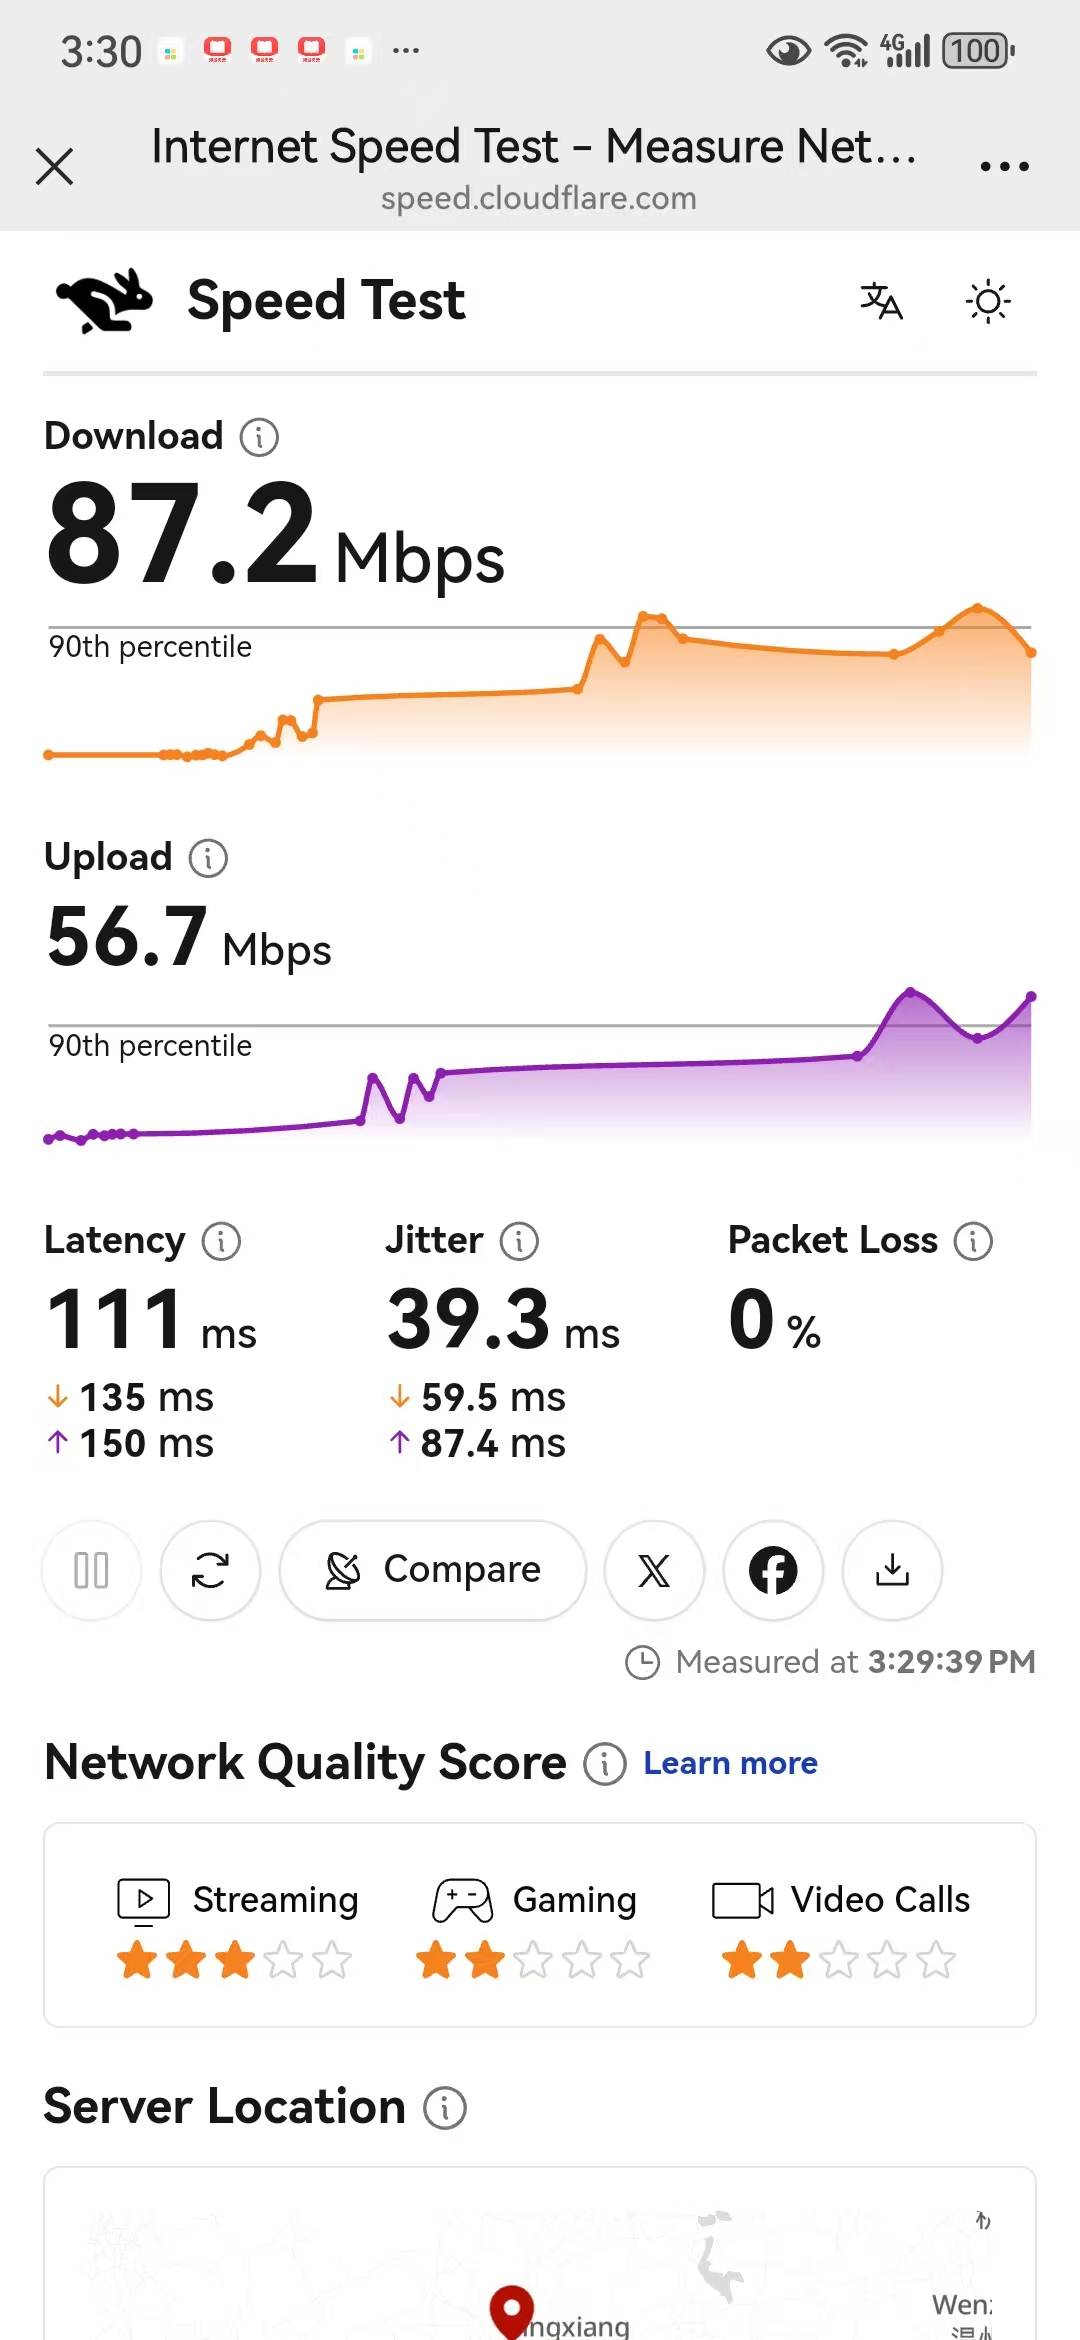 3:30
4G
100
Internet Speed Test - Measure Net...
speed.cloudflare.com
Speed Test
Download
87.2 Mbps
90th percentile
Upload
56.7 Mbps
90th percentile
Latency
111 ms
↓ 135 ms
↑ 150 ms
Jitter
39.3 ms
↓ 59.5 ms
↑ 87.4 ms
Packet Loss
0 %
Compare
Measured at 3:29:39 PM
Network Quality Score
Learn more
Streaming
Gaming
Video Calls
Server Location
ngxiang
Wen
温